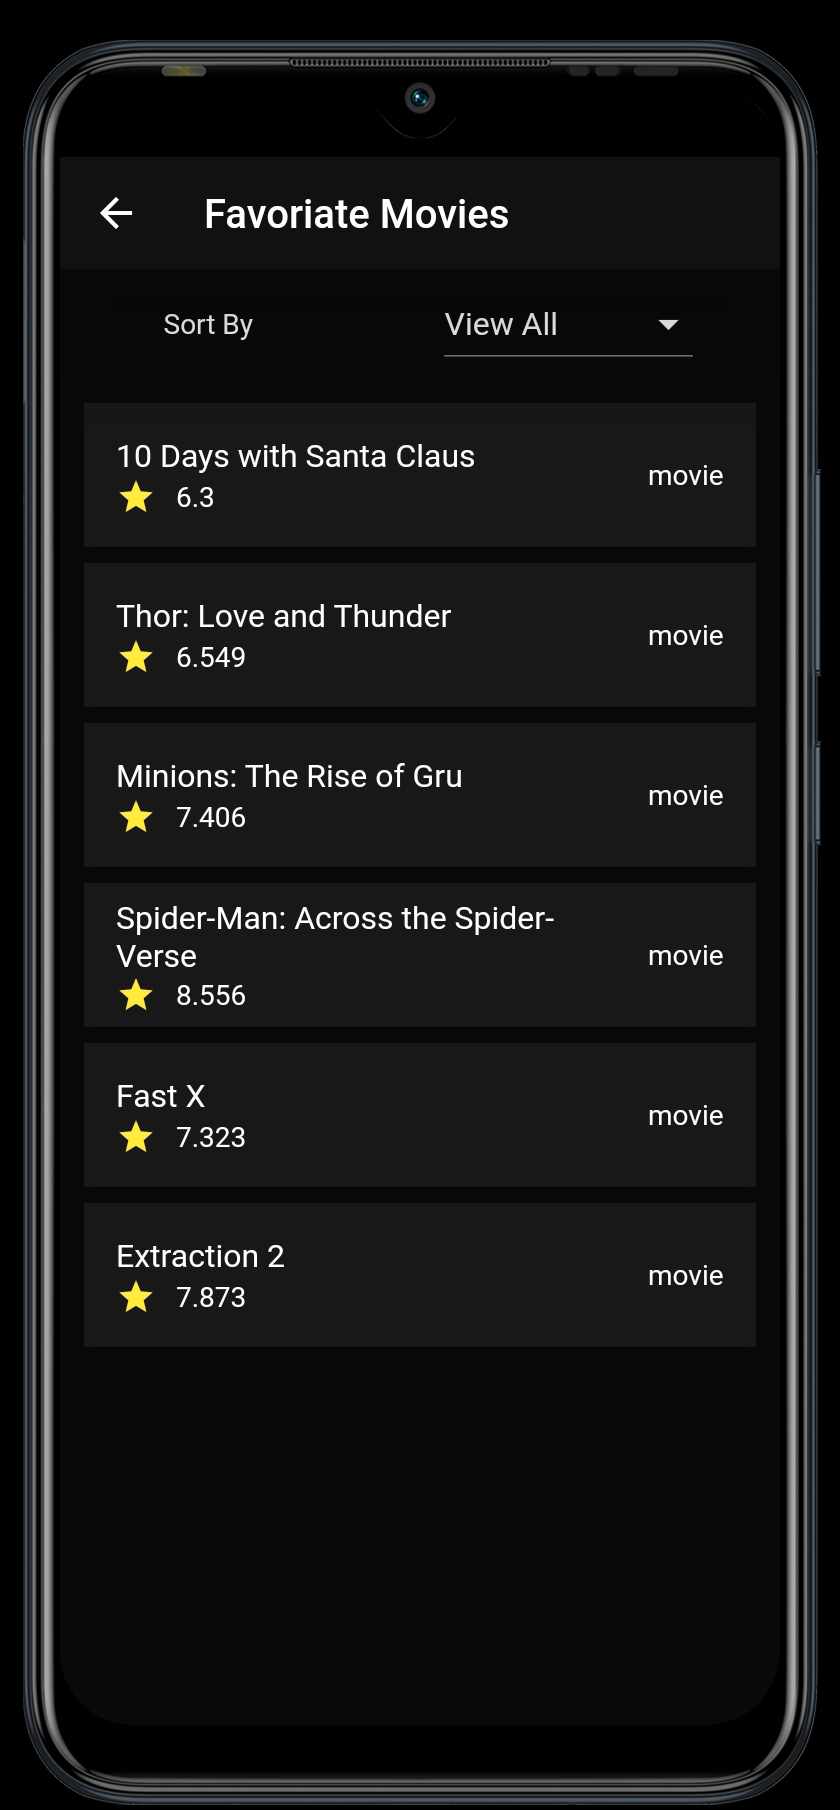 Favoriate Movies
Sort By View All
10 Days with Santa Claus
6.3
movie
Thor: Love and Thunder
6.549
movie
Minions: The Rise of Gru
7.406
movie
Spider-Man: Across the Spider-
Verse
8.556
movie
Fast X
7.323
movie
Extraction 2
7.873
movie